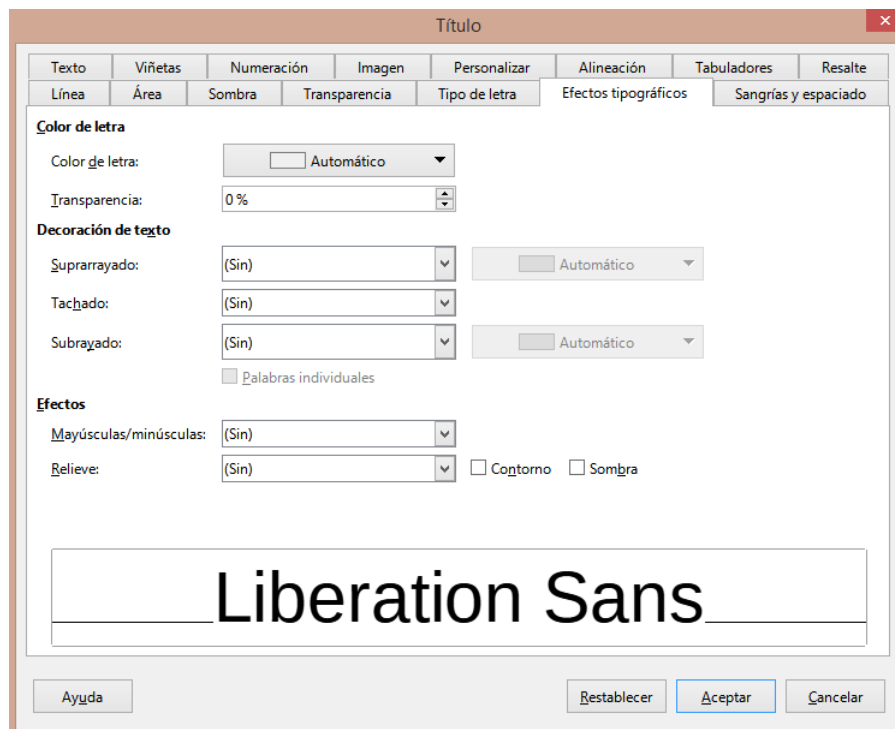 Título
Texto Viñetas Numeración Imagen Personalizar Alineación Tabuladores Resalte
Línea Área Sombra Transparencia Tipo de letra Efectos tipográficos Sangrías y espaciado
Color de letra
Color de letra: Automático
Transparencia: 0 %
Decoración de texto
Suprarrayado: (Sin) Automático
Tachado: (Sin)
Subrayado: (Sin) Automático
Palabras individuales
Efectos
Mayúsculas/minúsculas: (Sin)
Relieve: (Sin) Contorno Sombra
Liberation Sans
Ayuda Restablecer Aceptar Cancelar